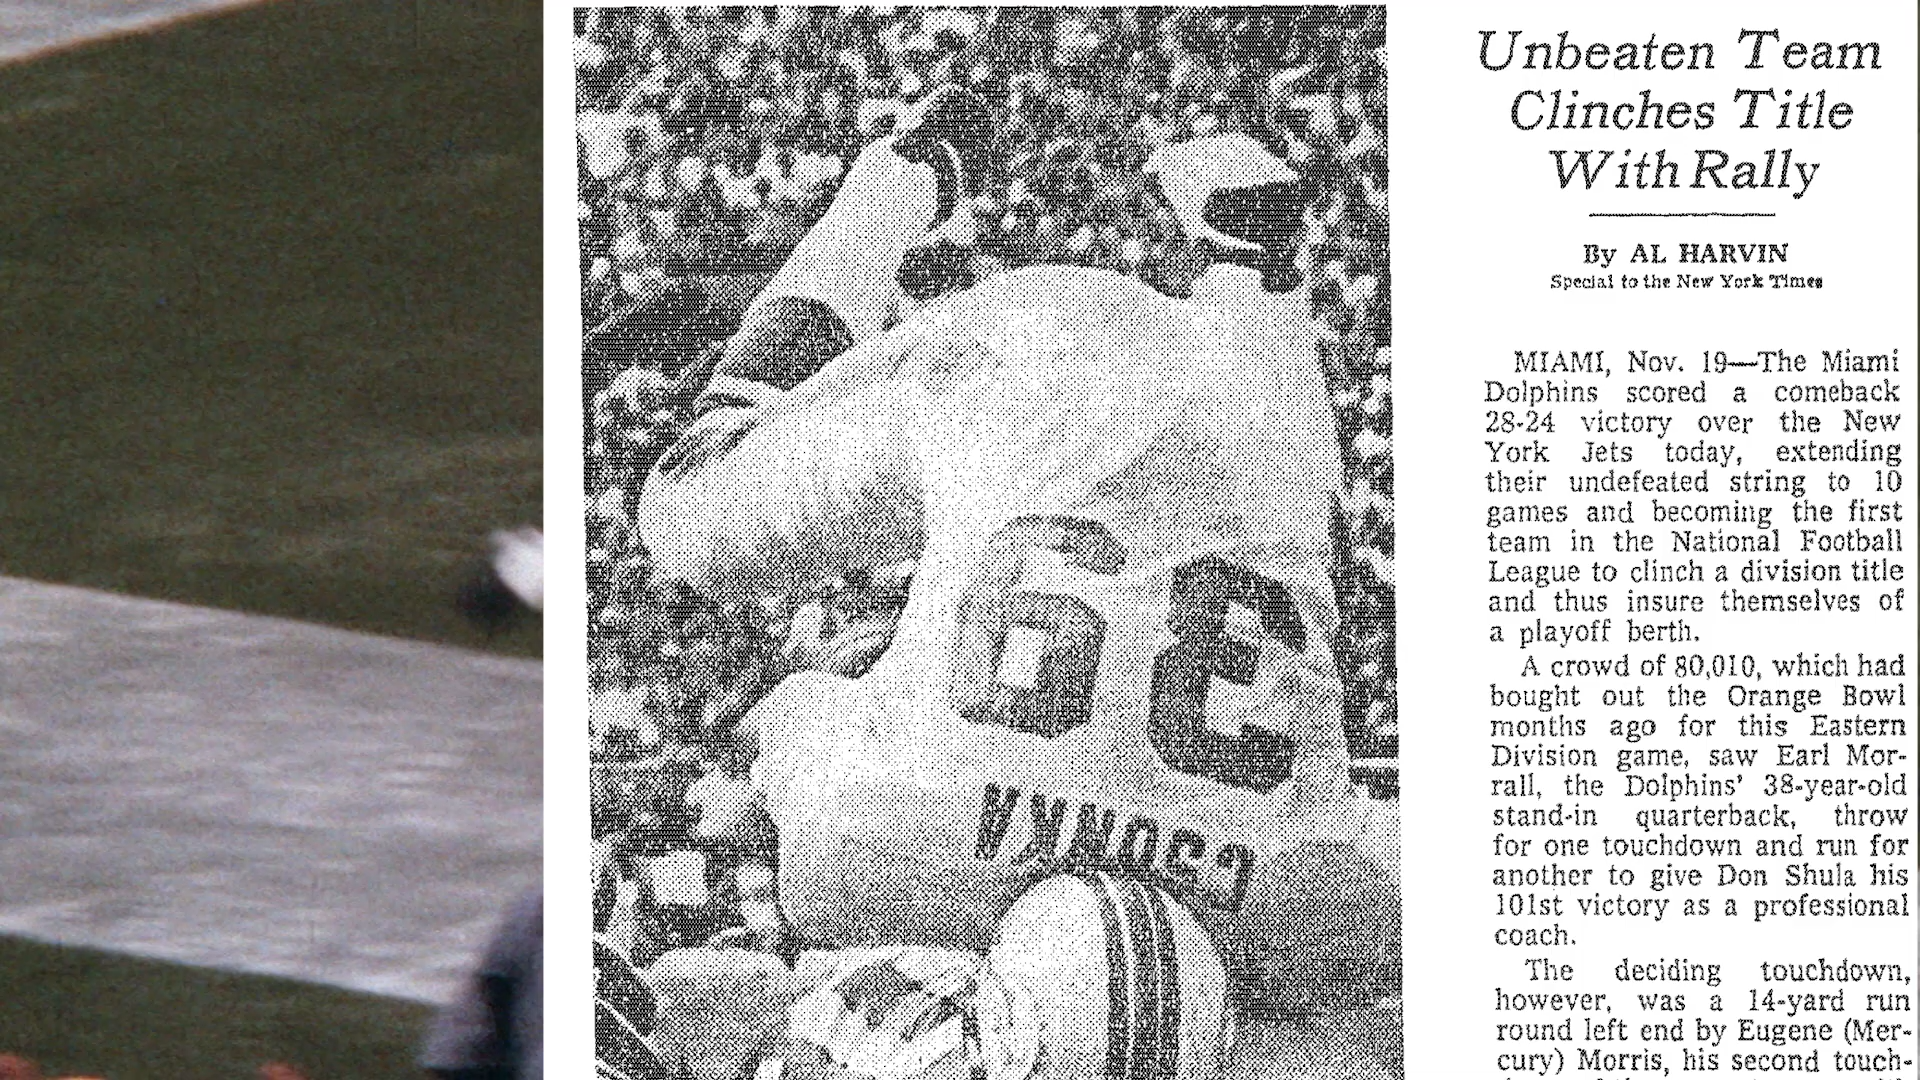 39
CSONKA
Unbeaten Team
Clinches Title
With Rally
By AL HARVIN
Special to the New York Times
MIAMI, Nov. 19—The Miami
Dolphins scored a comeback
28-24 victory over the New
York Jets today, extending
their undefeated string to 10
games and becoming the first
team in the National Football
League to clinch a division title
and thus insure themselves of
a playoff berth.
A crowd of 80,010, which had
bought out the Orange Bowl
months ago for this Eastern
Division game, saw Earl Mor-
rall, the Dolphins' 38-year-old
stand-in quarterback, throw
for one touchdown and run for
another to give Don Shula his
101st victory as a professional
coach.
The deciding touchdown,
however, was a 14-yard run
round left end by Eugene (Mer-
cury) Morris, his second touch-